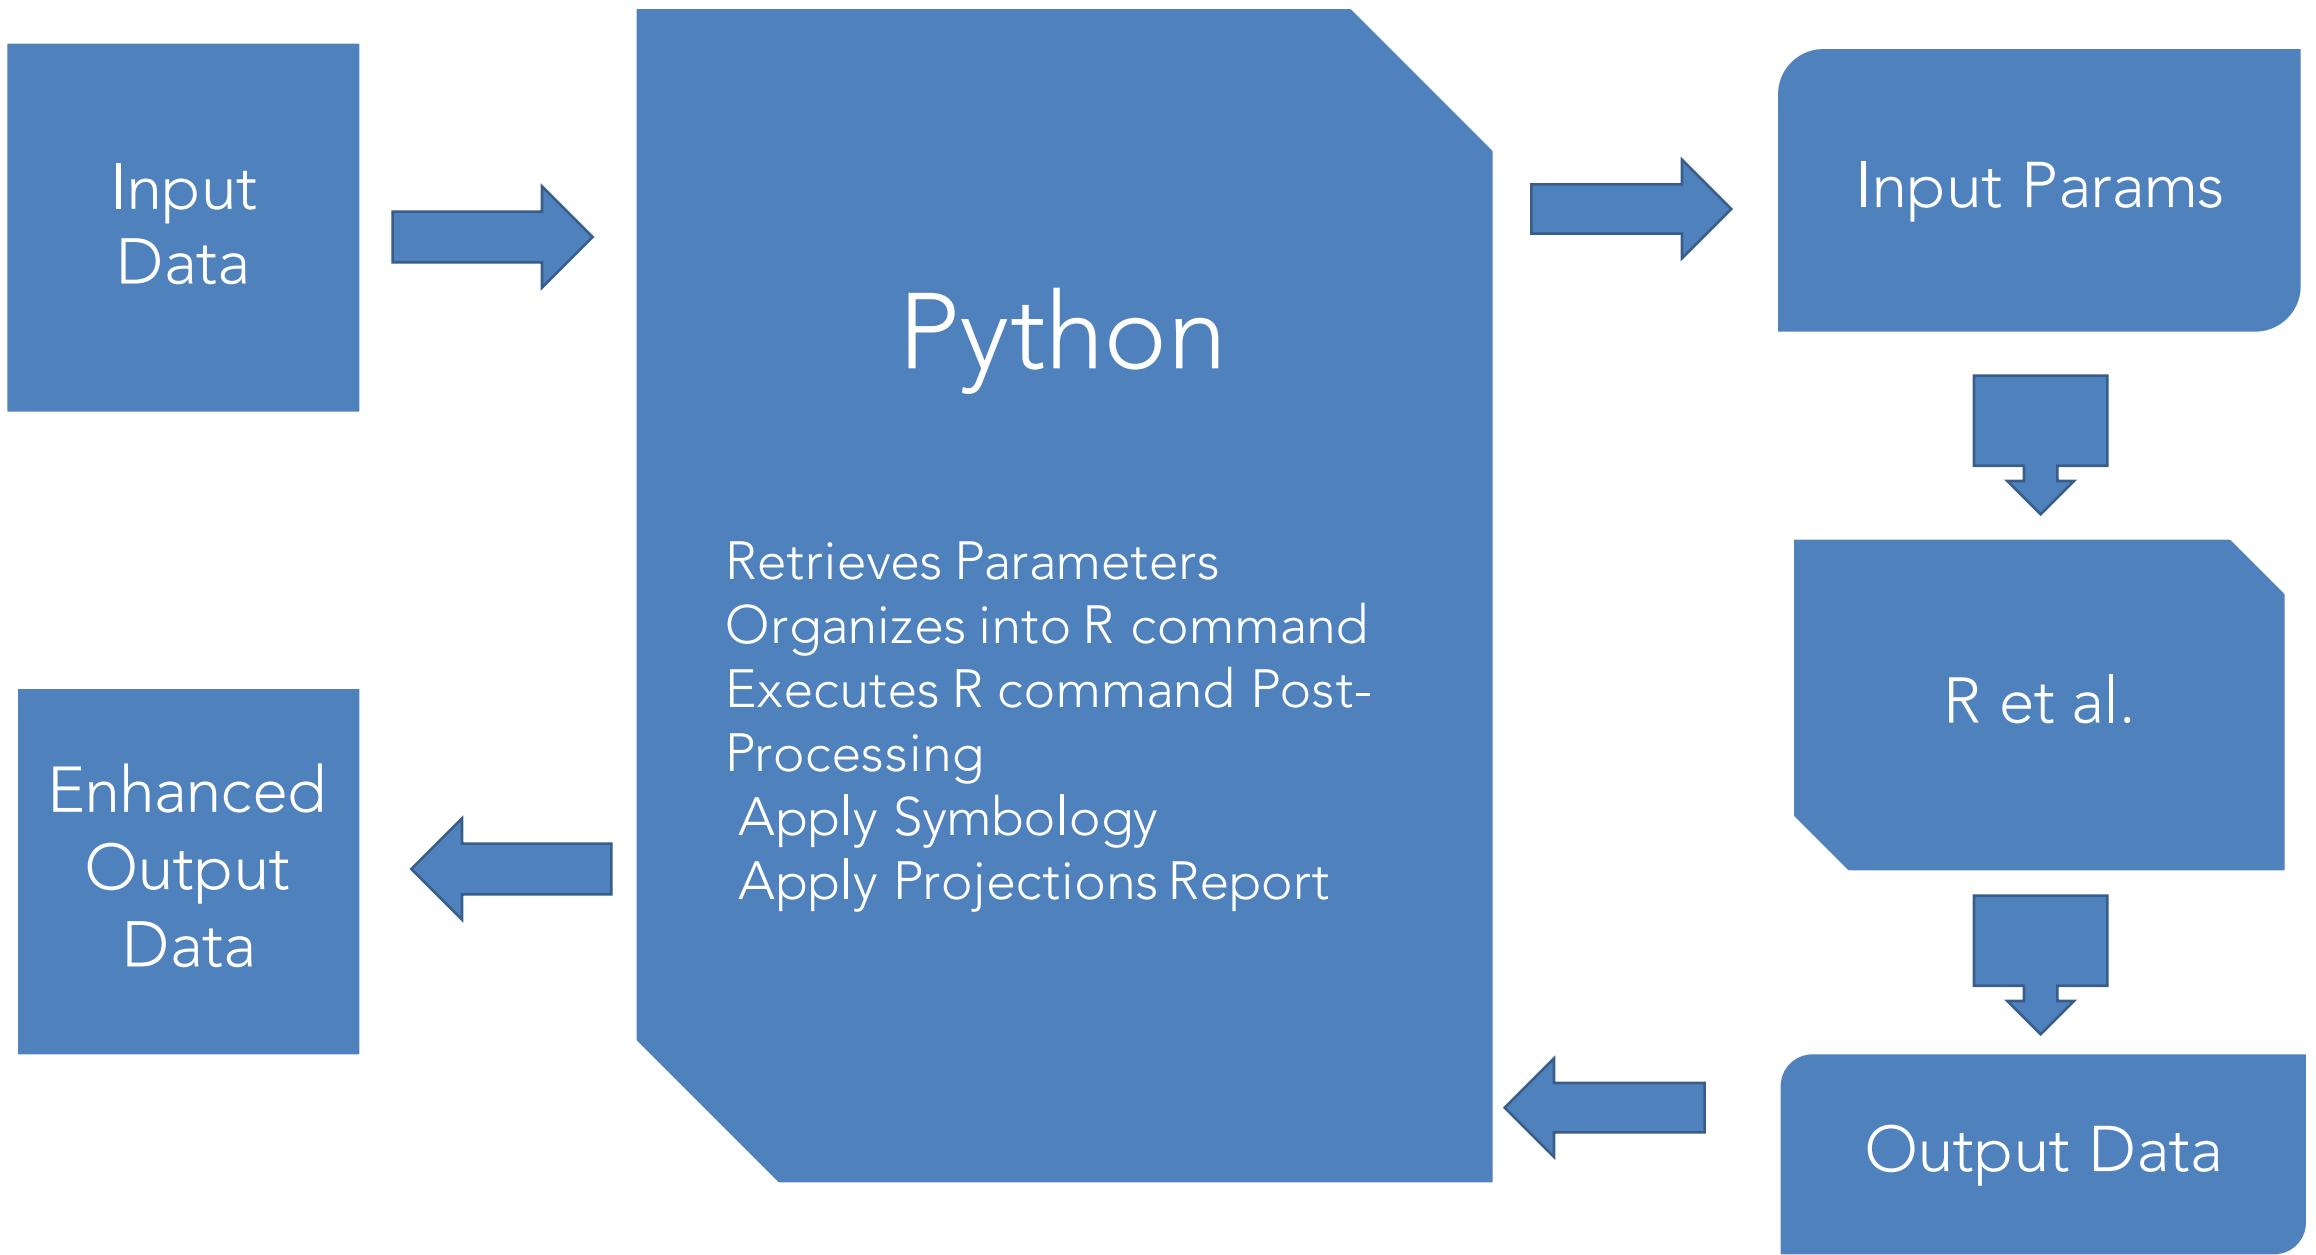 Input
Data
Python
Retrieves Parameters
Organizes into R command
Executes R command Post-
Processing
Apply Symbology
Apply Projections Report
Input Params
R et al.
Output Data
Enhanced
Output
Data